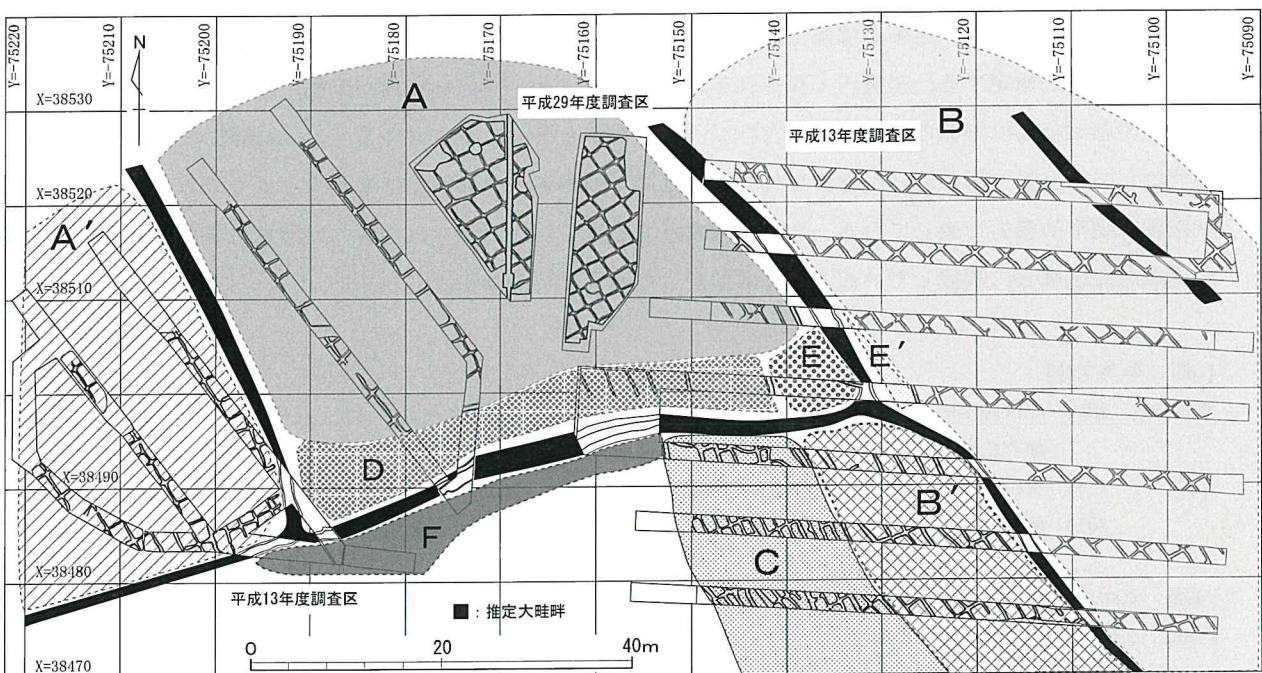 Y=-75220
Y=-75210
Y=-75200
Y=-75190
Y=-75180
Y=-75170
Y=-75160
Y=-75150
Y=-75140
Y=-75130
Y=-75120
Y=-75110
Y=-75100
Y=-75090
N
X=38530
A
平成29年度調査区
B
平成13年度調査区
X=38520
A′
X=38510
E
E′
D
X=38490
B′
F
C
X=38480
平成13年度調査区
■:推定大畦畔
0
20
40m
X=38470